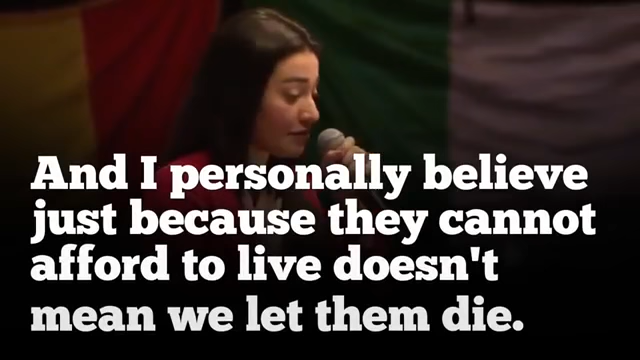 And I personally believe
just because they cannot
afford to live doesn't
mean we let them die.